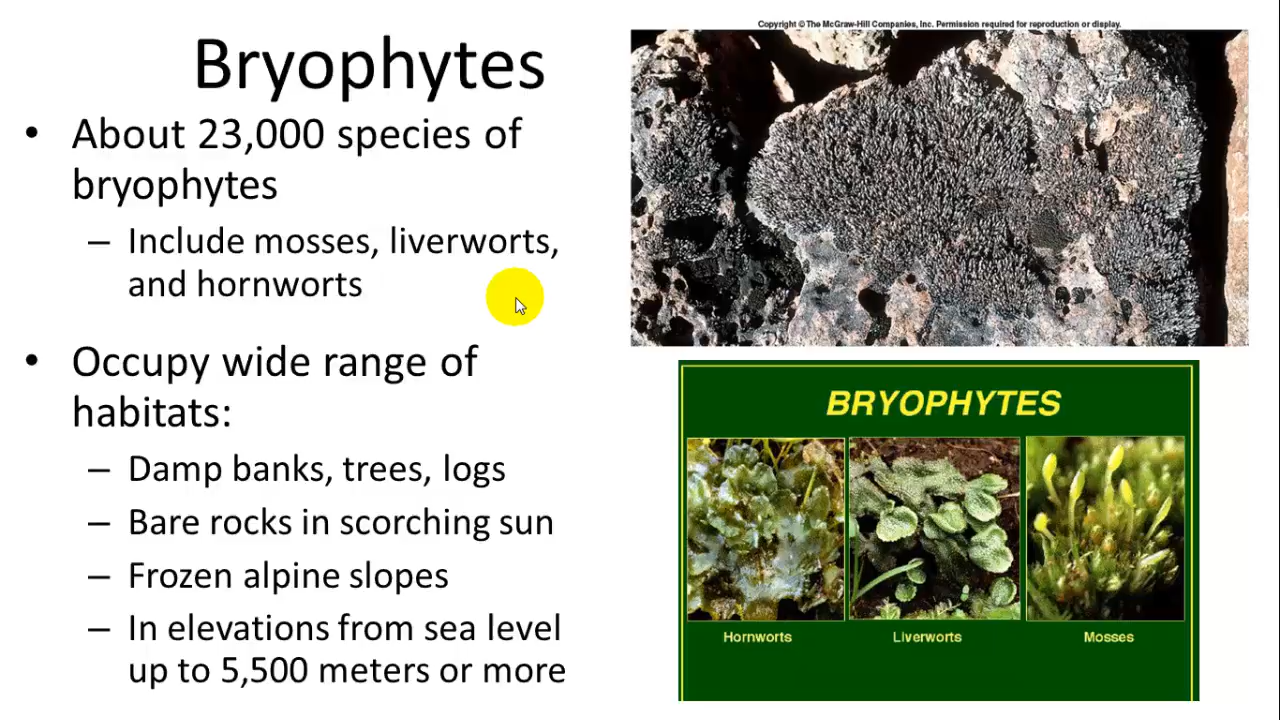 Bryophytes
• About 23,000 species of
bryophytes
– Include mosses, liverworts,
and hornworts
• Occupy wide range of
habitats:
– Damp banks, trees, logs
– Bare rocks in scorching sun
– Frozen alpine slopes
– In elevations from sea level
up to 5,500 meters or more
Copyright © The McGraw-Hill Companies, Inc. Permission required for reproduction or display.
BRYOPHYTES
Hornworts
Liverworts
Mosses